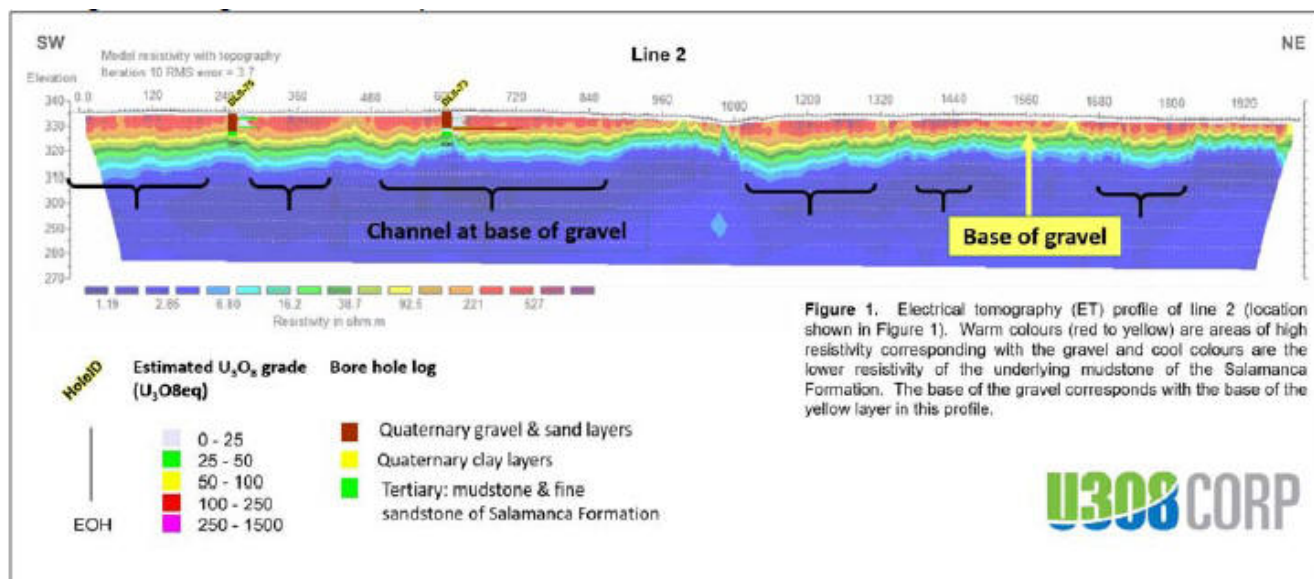 SW
NE
Line 2
Model resistivity with topography
Iteration 10 RMS error = 3.7
Elevation
0.0 120 240 360 480 600 720 840 960 1080 1200 1320 1440 1560 1680 1800 1920
340
330
320
310
300
290
280
270
Channel at base of gravel
Base of gravel
1.19 2.85 6.80 16.2 38.7 92.5 221 527
Resistivity in ohm.m
Figure 1. Electrical tomography (ET) profile of line 2 (location
shown in Figure 1). Warm colours (red to yellow) are areas of high
resistivity corresponding with the gravel and cool colours are the
lower resistivity of the underlying mudstone of the Salamanca
Formation. The base of the gravel corresponds with the base of the
yellow layer in this profile.
HoleID
EOH
Estimated U₃O₈ grade
(U₃O8eq)
0 - 25
25 - 50
50 - 100
100 - 250
250 - 1500
Bore hole log
Quaternary gravel & sand layers
Quaternary clay layers
Tertiary: mudstone & fine
sandstone of Salamanca Formation
U308 CORP